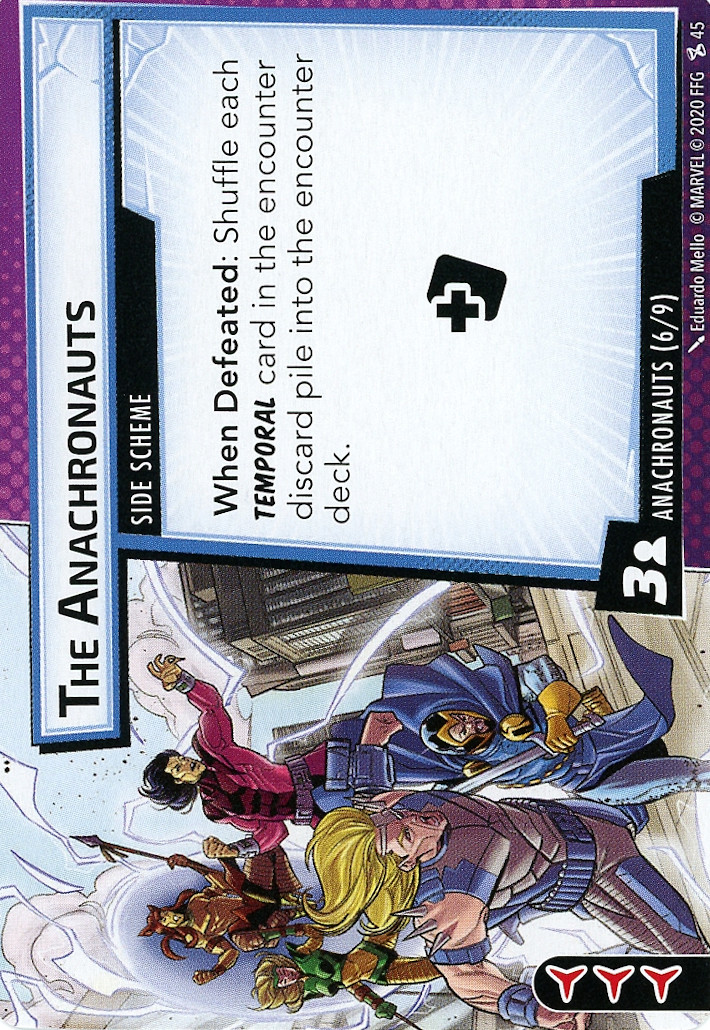 THE ANACHRONAUTS
SIDE SCHEME
When Defeated: Shuffle each
TEMPORAL card in the encounter
discard pile into the encounter
deck.
3
ANACHRONAUTS (6/9)
Eduardo Mello © MARVEL © 2020 FFG 45